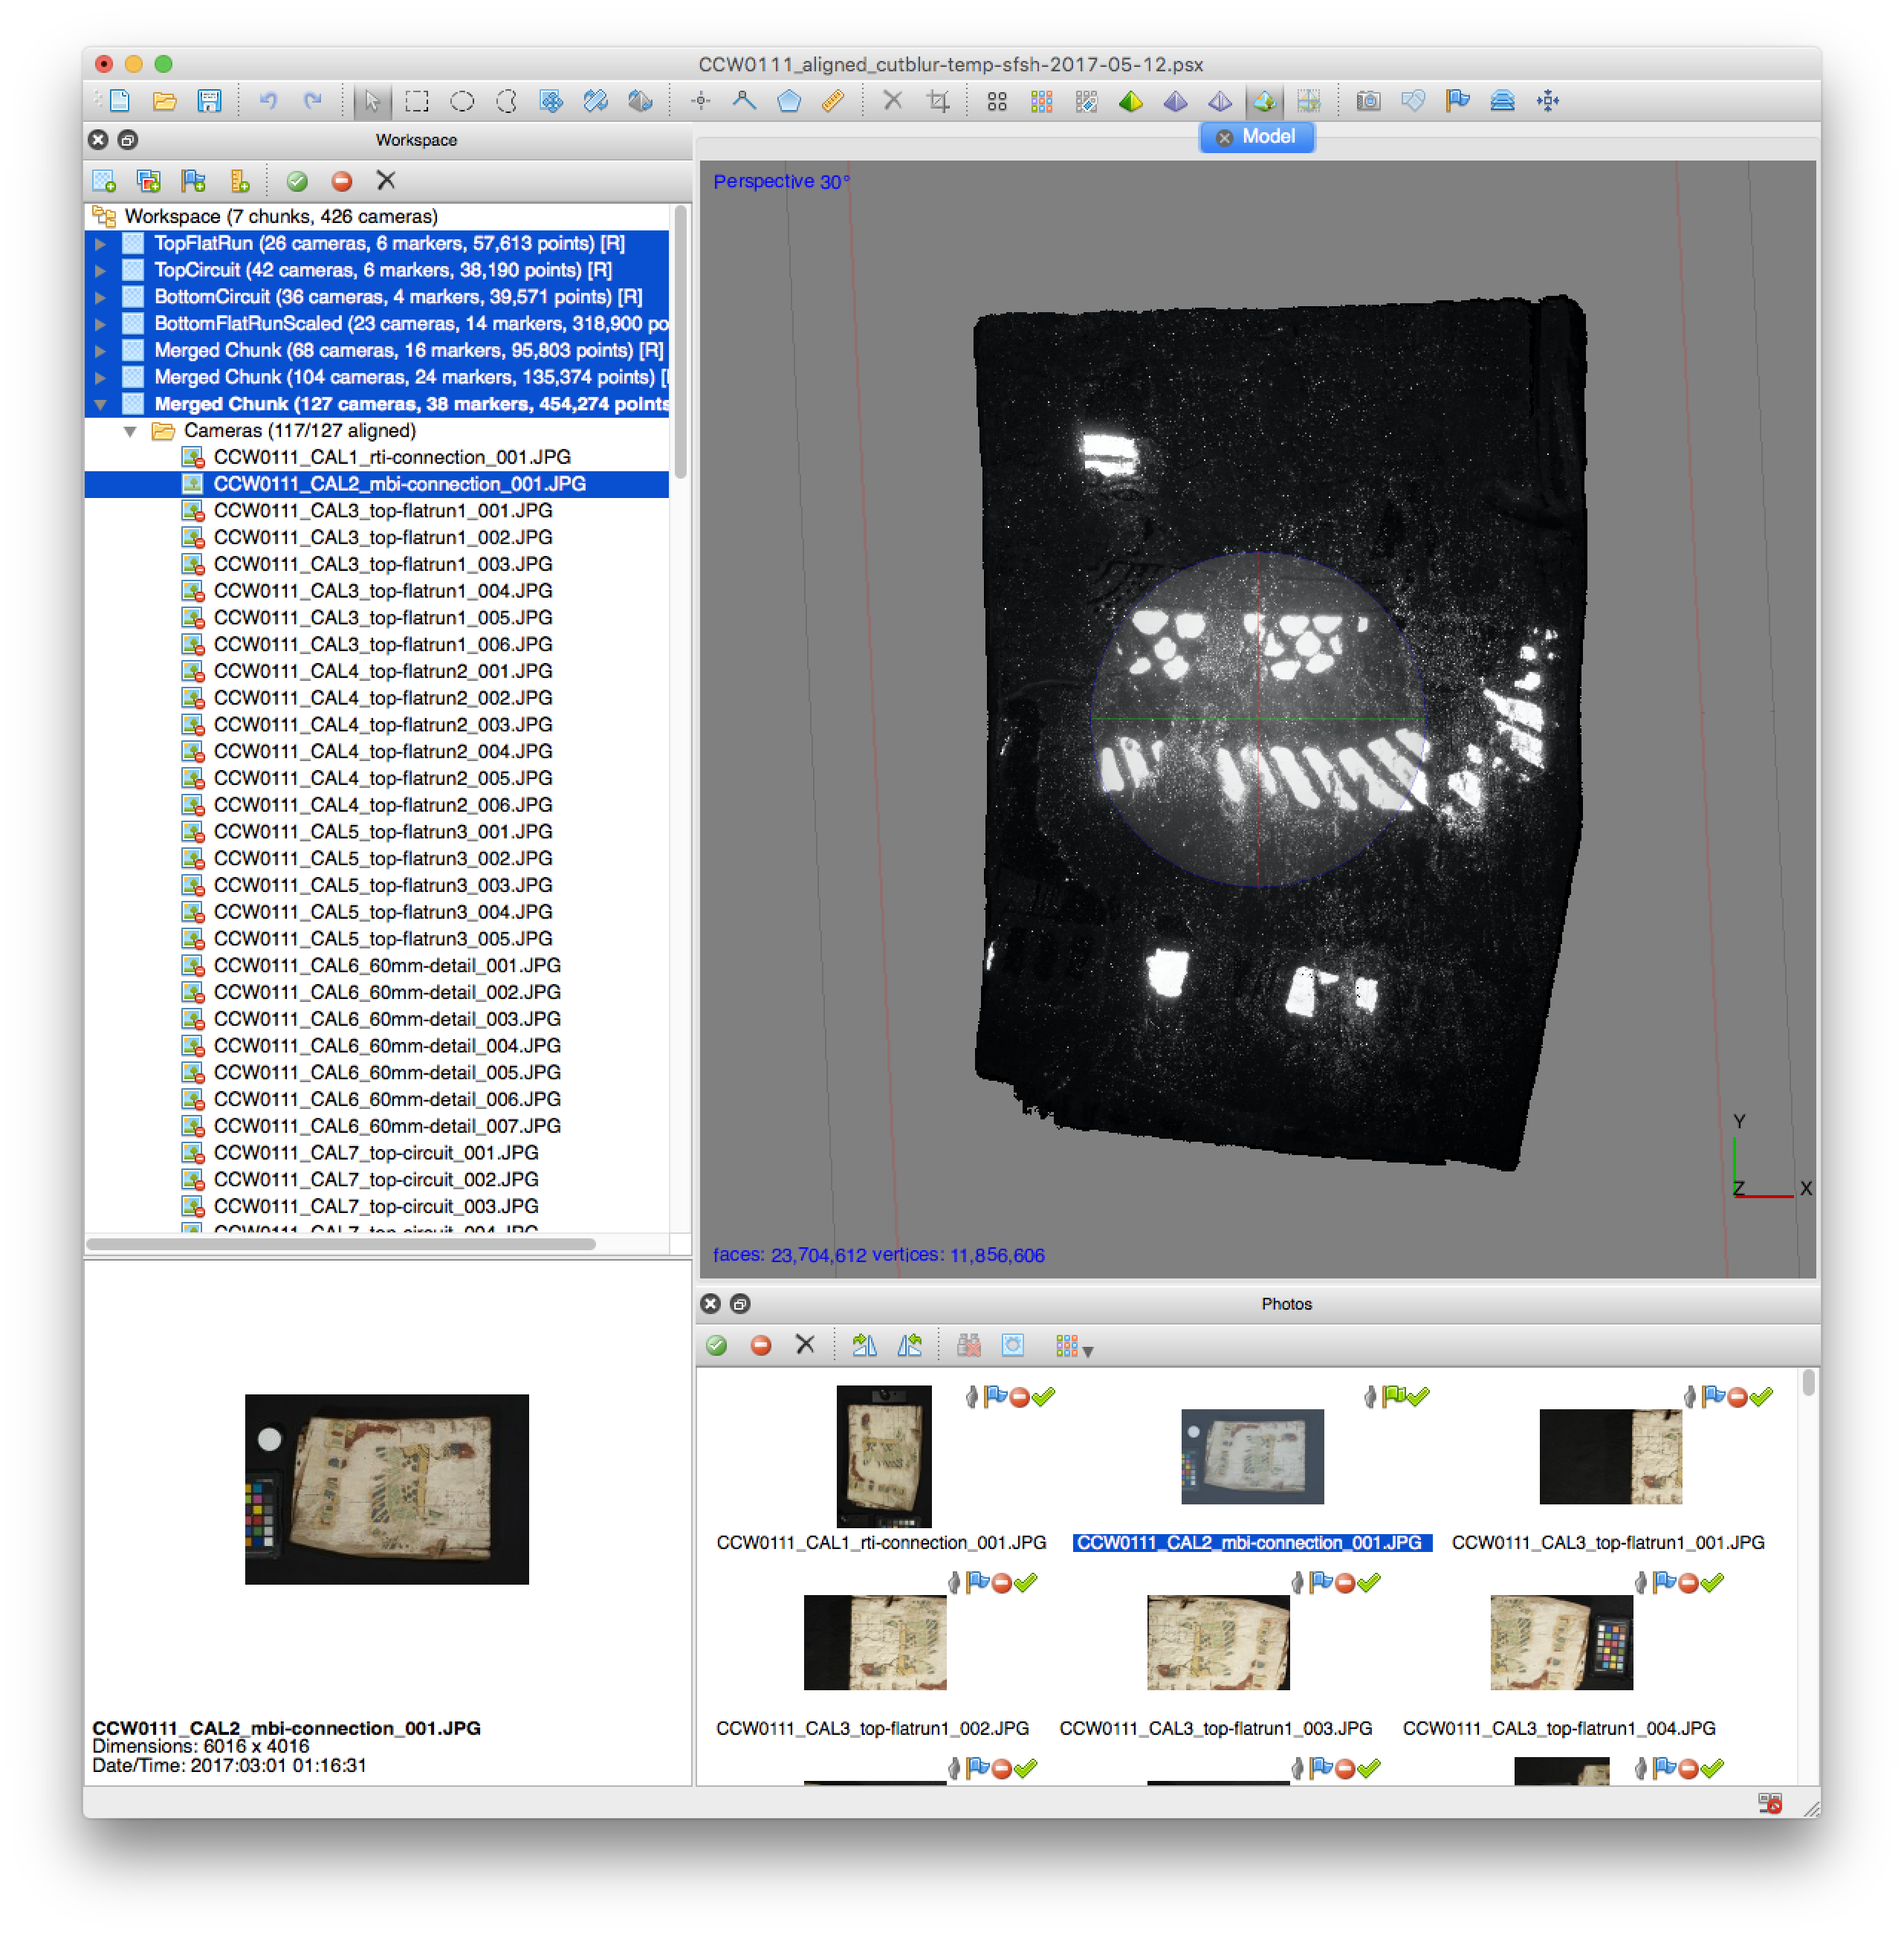 CCW0111_aligned_cutblur-temp-sfsh-2017-05-12.psx
Workspace
Workspace (7 chunks, 426 cameras)
TopFlatRun (26 cameras, 6 markers, 57,613 points) [R]
TopCircuit (42 cameras, 6 markers, 38,190 points) [R]
BottomCircuit (36 cameras, 4 markers, 39,571 points) [R]
BottomFlatRunScaled (23 cameras, 14 markers, 318,900 po
Merged Chunk (68 cameras, 16 markers, 95,803 points) [R]
Merged Chunk (104 cameras, 24 markers, 135,374 points) [
Merged Chunk (127 cameras, 38 markers, 454,274 points
Cameras (117/127 aligned)
CCW0111_CAL1_rti-connection_001.JPG
CCW0111_CAL2_mbi-connection_001.JPG
CCW0111_CAL3_top-flatrun1_001.JPG
CCW0111_CAL3_top-flatrun1_002.JPG
CCW0111_CAL3_top-flatrun1_003.JPG
CCW0111_CAL3_top-flatrun1_004.JPG
CCW0111_CAL3_top-flatrun1_005.JPG
CCW0111_CAL3_top-flatrun1_006.JPG
CCW0111_CAL4_top-flatrun2_001.JPG
CCW0111_CAL4_top-flatrun2_002.JPG
CCW0111_CAL4_top-flatrun2_003.JPG
CCW0111_CAL4_top-flatrun2_004.JPG
CCW0111_CAL4_top-flatrun2_005.JPG
CCW0111_CAL4_top-flatrun2_006.JPG
CCW0111_CAL5_top-flatrun3_001.JPG
CCW0111_CAL5_top-flatrun3_002.JPG
CCW0111_CAL5_top-flatrun3_003.JPG
CCW0111_CAL5_top-flatrun3_004.JPG
CCW0111_CAL5_top-flatrun3_005.JPG
CCW0111_CAL6_60mm-detail_001.JPG
CCW0111_CAL6_60mm-detail_002.JPG
CCW0111_CAL6_60mm-detail_003.JPG
CCW0111_CAL6_60mm-detail_004.JPG
CCW0111_CAL6_60mm-detail_005.JPG
CCW0111_CAL6_60mm-detail_006.JPG
CCW0111_CAL6_60mm-detail_007.JPG
CCW0111_CAL7_top-circuit_001.JPG
CCW0111_CAL7_top-circuit_002.JPG
CCW0111_CAL7_top-circuit_003.JPG
CCW0111_CAL7_top-circuit_004.JPG
CCW0111_CAL2_mbi-connection_001.JPG
Dimensions: 6016 x 4016
Date/Time: 2017:03:01 01:16:31
Model
Perspective 30°
Y
Z
X
faces: 23,704,612 vertices: 11,856,606
Photos
CCW0111_CAL1_rti-connection_001.JPG
CCW0111_CAL2_mbi-connection_001.JPG
CCW0111_CAL3_top-flatrun1_001.JPG
CCW0111_CAL3_top-flatrun1_002.JPG
CCW0111_CAL3_top-flatrun1_003.JPG
CCW0111_CAL3_top-flatrun1_004.JPG